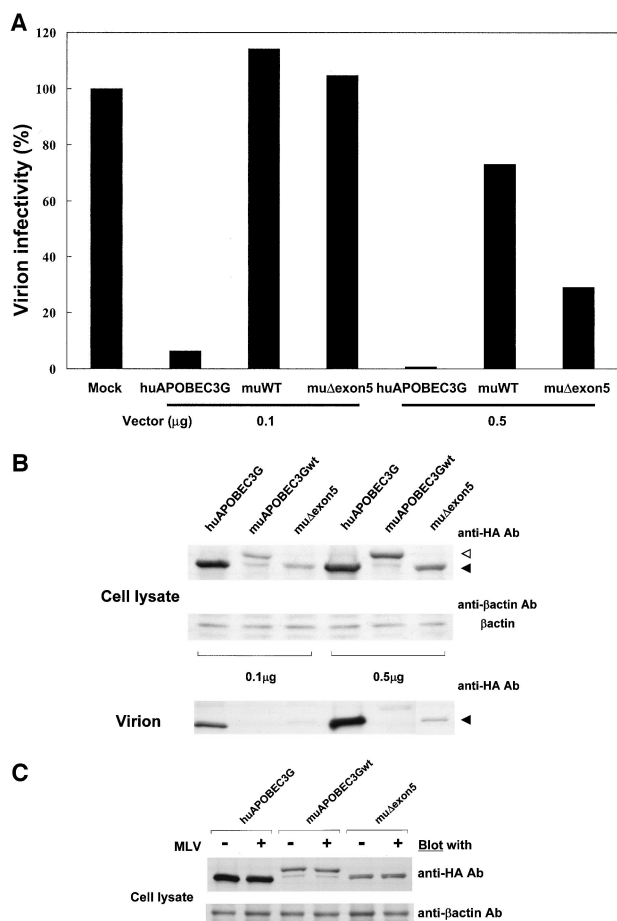 A
Virion infectivity (%)
120
100
80
60
40
20
0
Mock huAPOBEC3G muWT muΔexon5 huAPOBEC3G muWT muΔexon5
Vector (μg) 0.1 0.5
B
huAPOBEC3G muAPOBEC3Gwt muΔexon5 huAPOBEC3G muAPOBEC3Gwt muΔexon5
anti-HA Ab
Cell lysate
anti-βactin Ab
βactin
0.1μg 0.5μg
anti-HA Ab
Virion
C
huAPOBEC3G muAPOBEC3Gwt muΔexon5
MLV - + - + - + Blot with
anti-HA Ab
Cell lysate
anti-βactin Ab